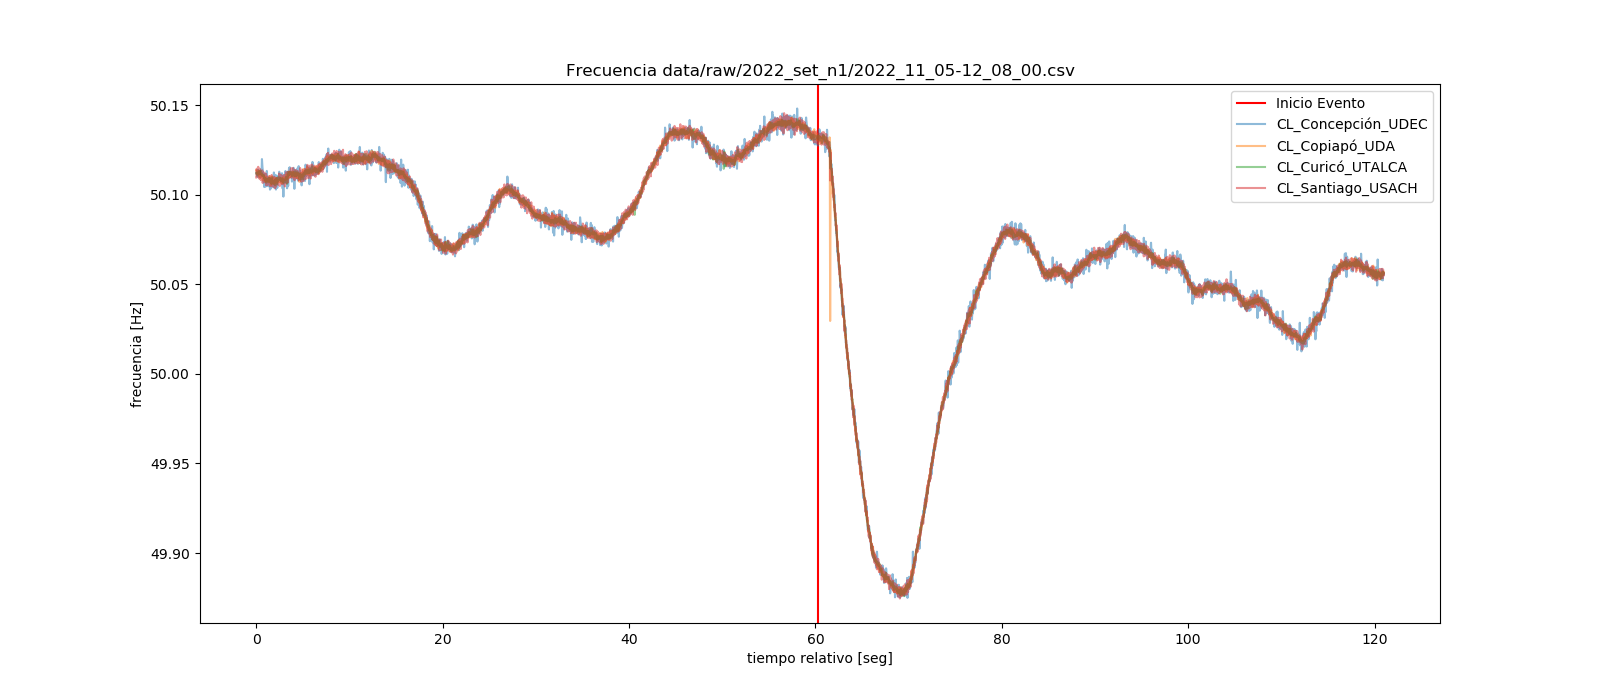 Frecuencia data/raw/2022_set_n1/2022_11_05-12_08_00.csv
50.15
50.10
50.05
50.00
49.95
49.90
frecuencia [Hz]
Inicio Evento
CL_Concepción_UDEC
CL_Copiapó_UDA
CL_Curicó_UTALCA
CL_Santiago_USACH
0 20 40 60 80 100 120
tiempo relativo [seg]